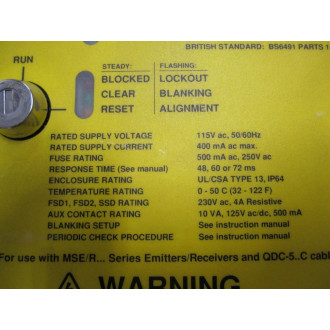 BRITISH STANDARD: BS6491 PARTS 1
RUN
STEADY: FLASHING:
BLOCKED LOCKOUT
CLEAR BLANKING
RESET ALIGNMENT
RATED SUPPLY VOLTAGE 115V ac, 50/60Hz
RATED SUPPLY CURRENT 400 mA ac max.
FUSE RATING 500 mA ac, 250V ac
RESPONSE TIME (See manual) 48, 60 or 72 ms
ENCLOSURE RATING UL/CSA TYPE 13, IP64
TEMPERATURE RATING 0 - 50 C (32 - 122 F)
FSD1, FSD2, SSD RATING 230V ac, 4A Resistive
AUX CONTACT RATING 10 VA, 125V ac/dc, 500 mA
BLANKING SETUP See instruction manual
PERIODIC CHECK PROCEDURE See instruction manual
For use with MSE/R... Series Emitters/Receivers and QDC-5..C cabl
WARNING